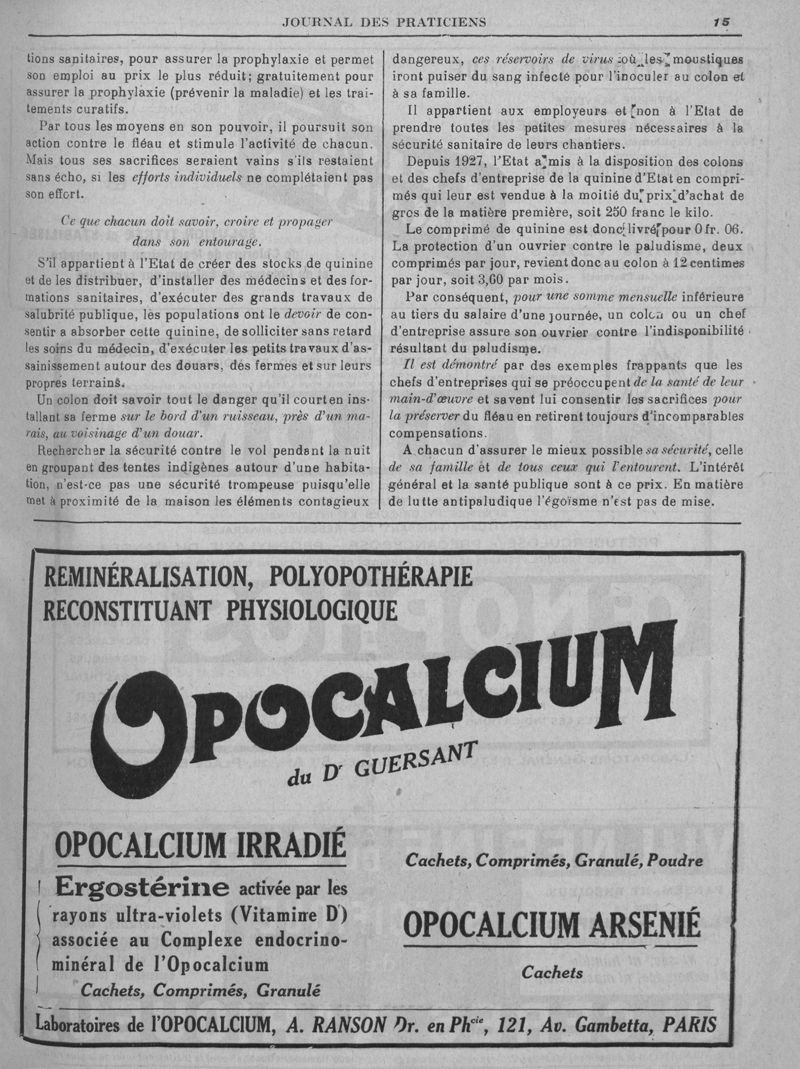 JOURNAL DES PRATICIENS 15
tions sanitaires, pour assurer la prophylaxie et permet
son emploi au prix le plus réduit; gratuitement pour
assurer la prophylaxie (prévenir la maladie) et les trai-
tements curatifs.
Par tous les moyens en son pouvoir, il poursuit son
action contre le fléau et stimule l'activité de chacun.
Mais tous ses sacrifices seraient vains s'ils restaient
sans écho, si les efforts individuels ne complétaient pas
son effort.
Ce que chacun doit savoir, croire et propager
dans son entourage.
S'il appartient à l'Etat de créer des stocks de quinine
et de les distribuer, d'installer des médecins et des for-
mations sanitaires, d'exécuter des grands travaux de
salubrité publique, les populations ont le devoir de con-
sentir a absorber cette quinine, de solliciter sans retard
les soins du médecin, d'exécuter les petits travaux d'as-
sainissement autour des douars, des fermes et sur leurs
propres terrains.
Un colon doit savoir tout le danger qu'il court en ins-
tallant sa ferme sur le bord d'un ruisseau, près d'un ma-
rais, au voisinage d'un douar.
Rechercher la sécurité contre le vol pendant la nuit
en groupant des tentes indigènes autour d'une habita-
tion, n'est-ce pas une sécurité trompeuse puisqu'elle
met à proximité de la maison les éléments contagieux
dangereux, ces réservoirs de virus où les moustiques
iront puiser du sang infecté pour l'inoculer au colon et
à sa famille.
Il appartient aux employeurs et non à l'Etat de
prendre toutes les petites mesures nécessaires à la
sécurité sanitaire de leurs chantiers.
Depuis 1927, l'Etat a mis à la disposition des colons
et des chefs d'entreprise de la quinine d'Etat en compri-
més qui leur est vendue à la moitié du prix d'achat de
gros de la matière première, soit 250 franc le kilo.
Le comprimé de quinine est donc livré pour 0 fr. 06.
La protection d'un ouvrier contre le paludisme, deux
comprimés par jour, revient donc au colon à 12 centimes
par jour, soit 3,60 par mois.
Par conséquent, pour une somme mensuelle inférieure
au tiers du salaire d'une journée, un colon ou un chef
d'entreprise assure son ouvrier contre l'indisponibilité
résultant du paludisme.
Il est démontré par des exemples frappants que les
chefs d'entreprises qui se préoccupent de la santé de leur
main-d'œuvre et savent lui consentir les sacrifices pour
la préserver du fléau en retirent toujours d'incomparables
compensations.
A chacun d'assurer le mieux possible sa sécurité, celle
de sa famille et de tous ceux qui l'entourent. L'intérêt
général et la santé publique sont à ce prix. En matière
de lutte antipaludique l'égoïsme n'est pas de mise.
REMINÉRALISATION, POLYOPOTHÉRAPIE
RECONSTITUANT PHYSIOLOGIQUE
OPOCALCIUM
du Dr GUERSANT
OPOCALCIUM IRRADIÉ
Ergostérine activée par les
rayons ultra-violets (Vitamine D)
associée au Complexe endocrino-
minéral de l'Opocalcium
Cachets, Comprimés, Granulé
Cachets, Comprimés, Granulé, Poudre
OPOCALCIUM ARSENIÉ
Cachets
Laboratoires de l'OPOCALCIUM, A. RANSON Dr. en Phcie, 121, Av. Gambetta, PARIS